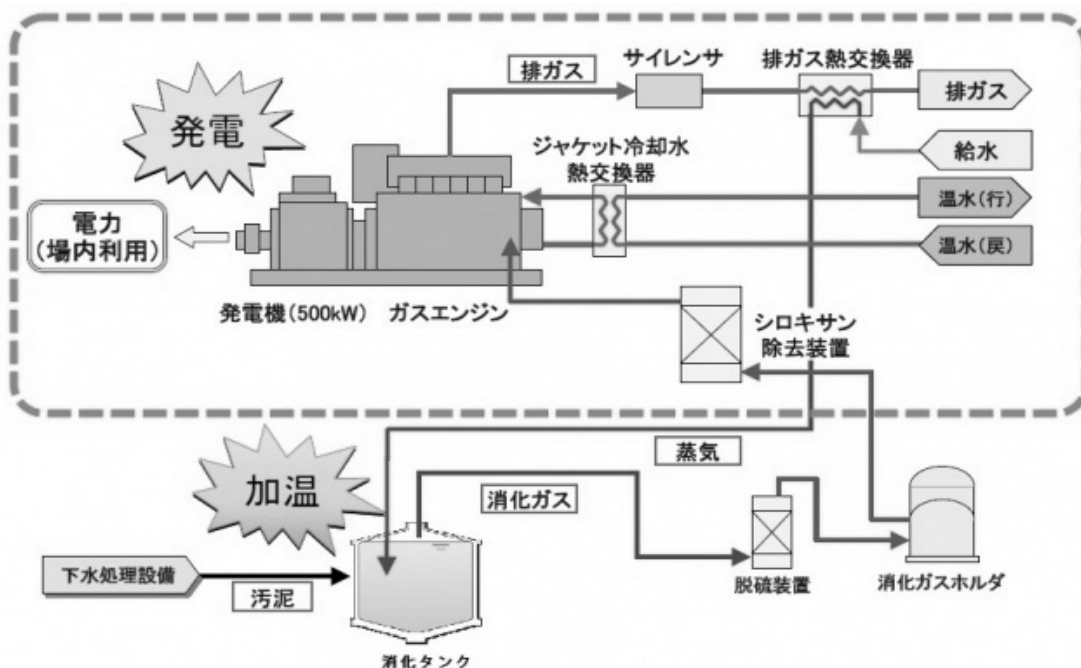 サイレンサ
排ガス熱交換器
排ガス
排ガス
発電
ジャケット冷却水
熱交換器
給水
電力
(場内利用)
温水(行)
温水(戻)
発電機(500kW)
ガスエンジン
シロキサン
除去装置
蒸気
加温
消化ガス
下水処理設備
汚泥
脱硫装置
消化ガスホルダ
消化タンク